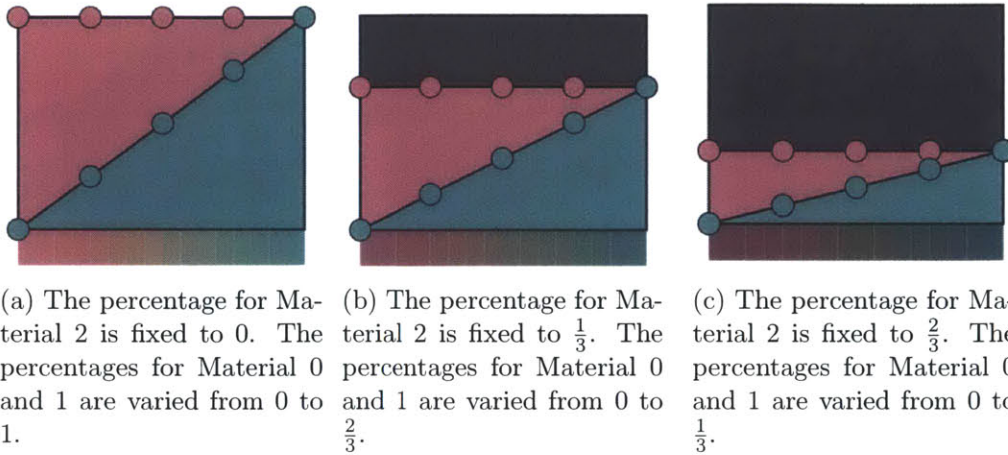 (a) The percentage for Ma-
terial 2 is fixed to 0. The
percentages for Material 0
and 1 are varied from 0 to
1.
(b) The percentage for Ma-
terial 2 is fixed to 1/3. The
percentages for Material 0
and 1 are varied from 0 to
2/3.
(c) The percentage for Ma-
terial 2 is fixed to 2/3. The
percentages for Material 0
and 1 are varied from 0 to
1/3.